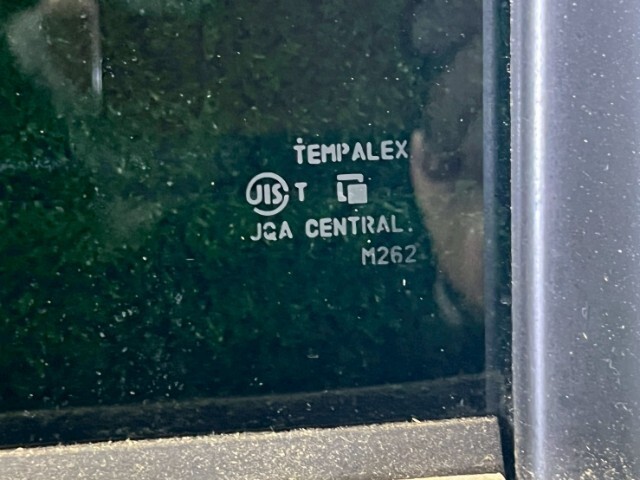 TEMPALEX
JIS T
JQA CENTRAL.
M262